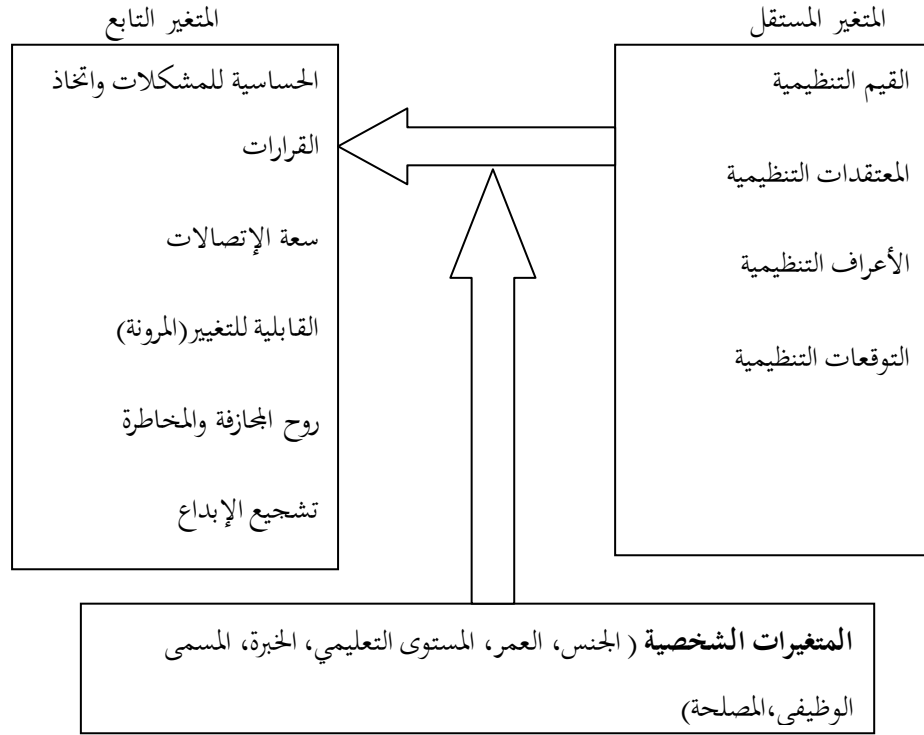 المتغير المستقل
القيم التنظيمية
المعتقدات التنظيمية
الأعراف التنظيمية
التوقعات التنظيمية
المتغير التابع
الحساسية للمشكلات واتخاذ
القرارات
سعة الإتصالات
القابلية للتغيير(المرونة)
روح المجازفة والمخاطرة
تشجيع الإبداع
المتغيرات الشخصية ( الجنس، العمر، المستوى التعليمي، الخبرة، المسمى
الوظيفي،المصلحة)